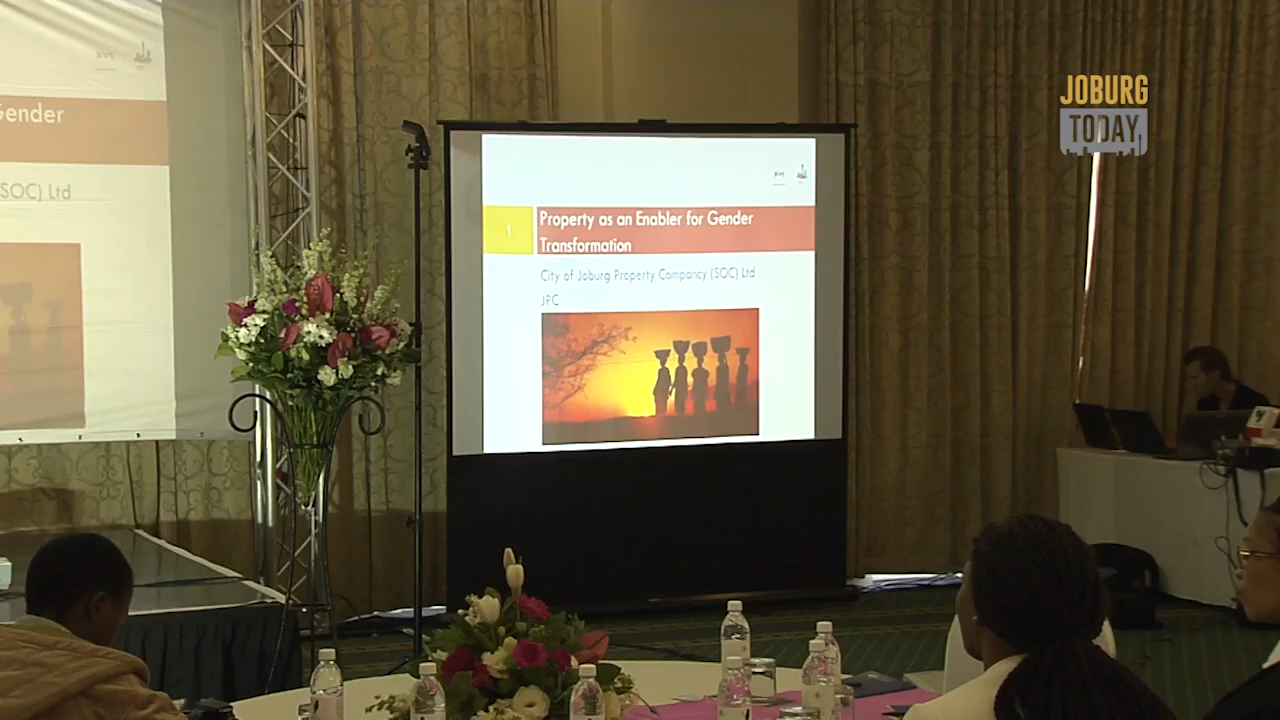 JOBURG
TODAY
Gender
(SOC) Ltd
1
Property as an Enabler for Gender
Transformation
City of Joburg Property Company (SOC) Ltd
JPC